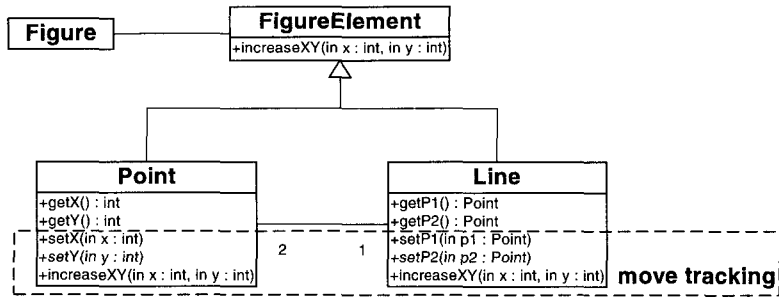 FigureElement
Figure
+increaseXY(in x : int, in y : int)
Point
+getX() : int
+getY() : int
+setX(in x : int)
+setY(in y : int)
+increaseXY(in x : int, in y : int)
2
1
Line
+getP1() : Point
+getP2() : Point
+setP1(in p1 : Point)
+setP2(in p2 : Point)
+increaseXY(in x : int, in y : int)
move tracking